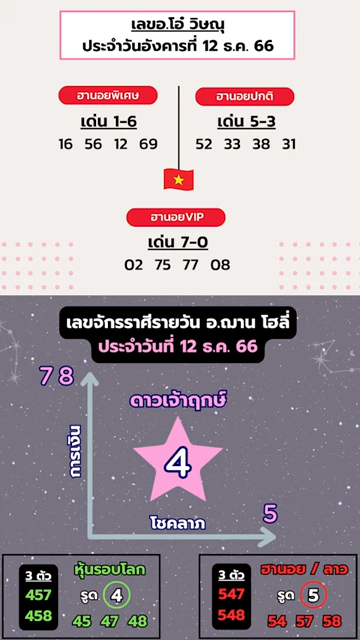 เลขอ.โอ๋ วิษณุ
ประจำวันอังคารที่ 12 ธ.ค. 66
ฮานอยพิเศษ
เด่น 1-6
16 56 12 69
ฮานอยปกติ
เด่น 5-3
52 33 38 31
ฮานอยVIP
เด่น 7-0
02 75 77 08
เลขจักรราศีรายวัน อ.ฌาน โฮลี่
ประจำวันที่ 12 ธ.ค. 66
7 8
ดาวเจ้าฤกษ์
4
การเงิน
โชคลาภ
5
3 ตัว
457
458
หุ้นรอบโลก
รูด 4
45 47 48
3 ตัว
547
548
ฮานอย / ลาว
รูด 5
54 57 58